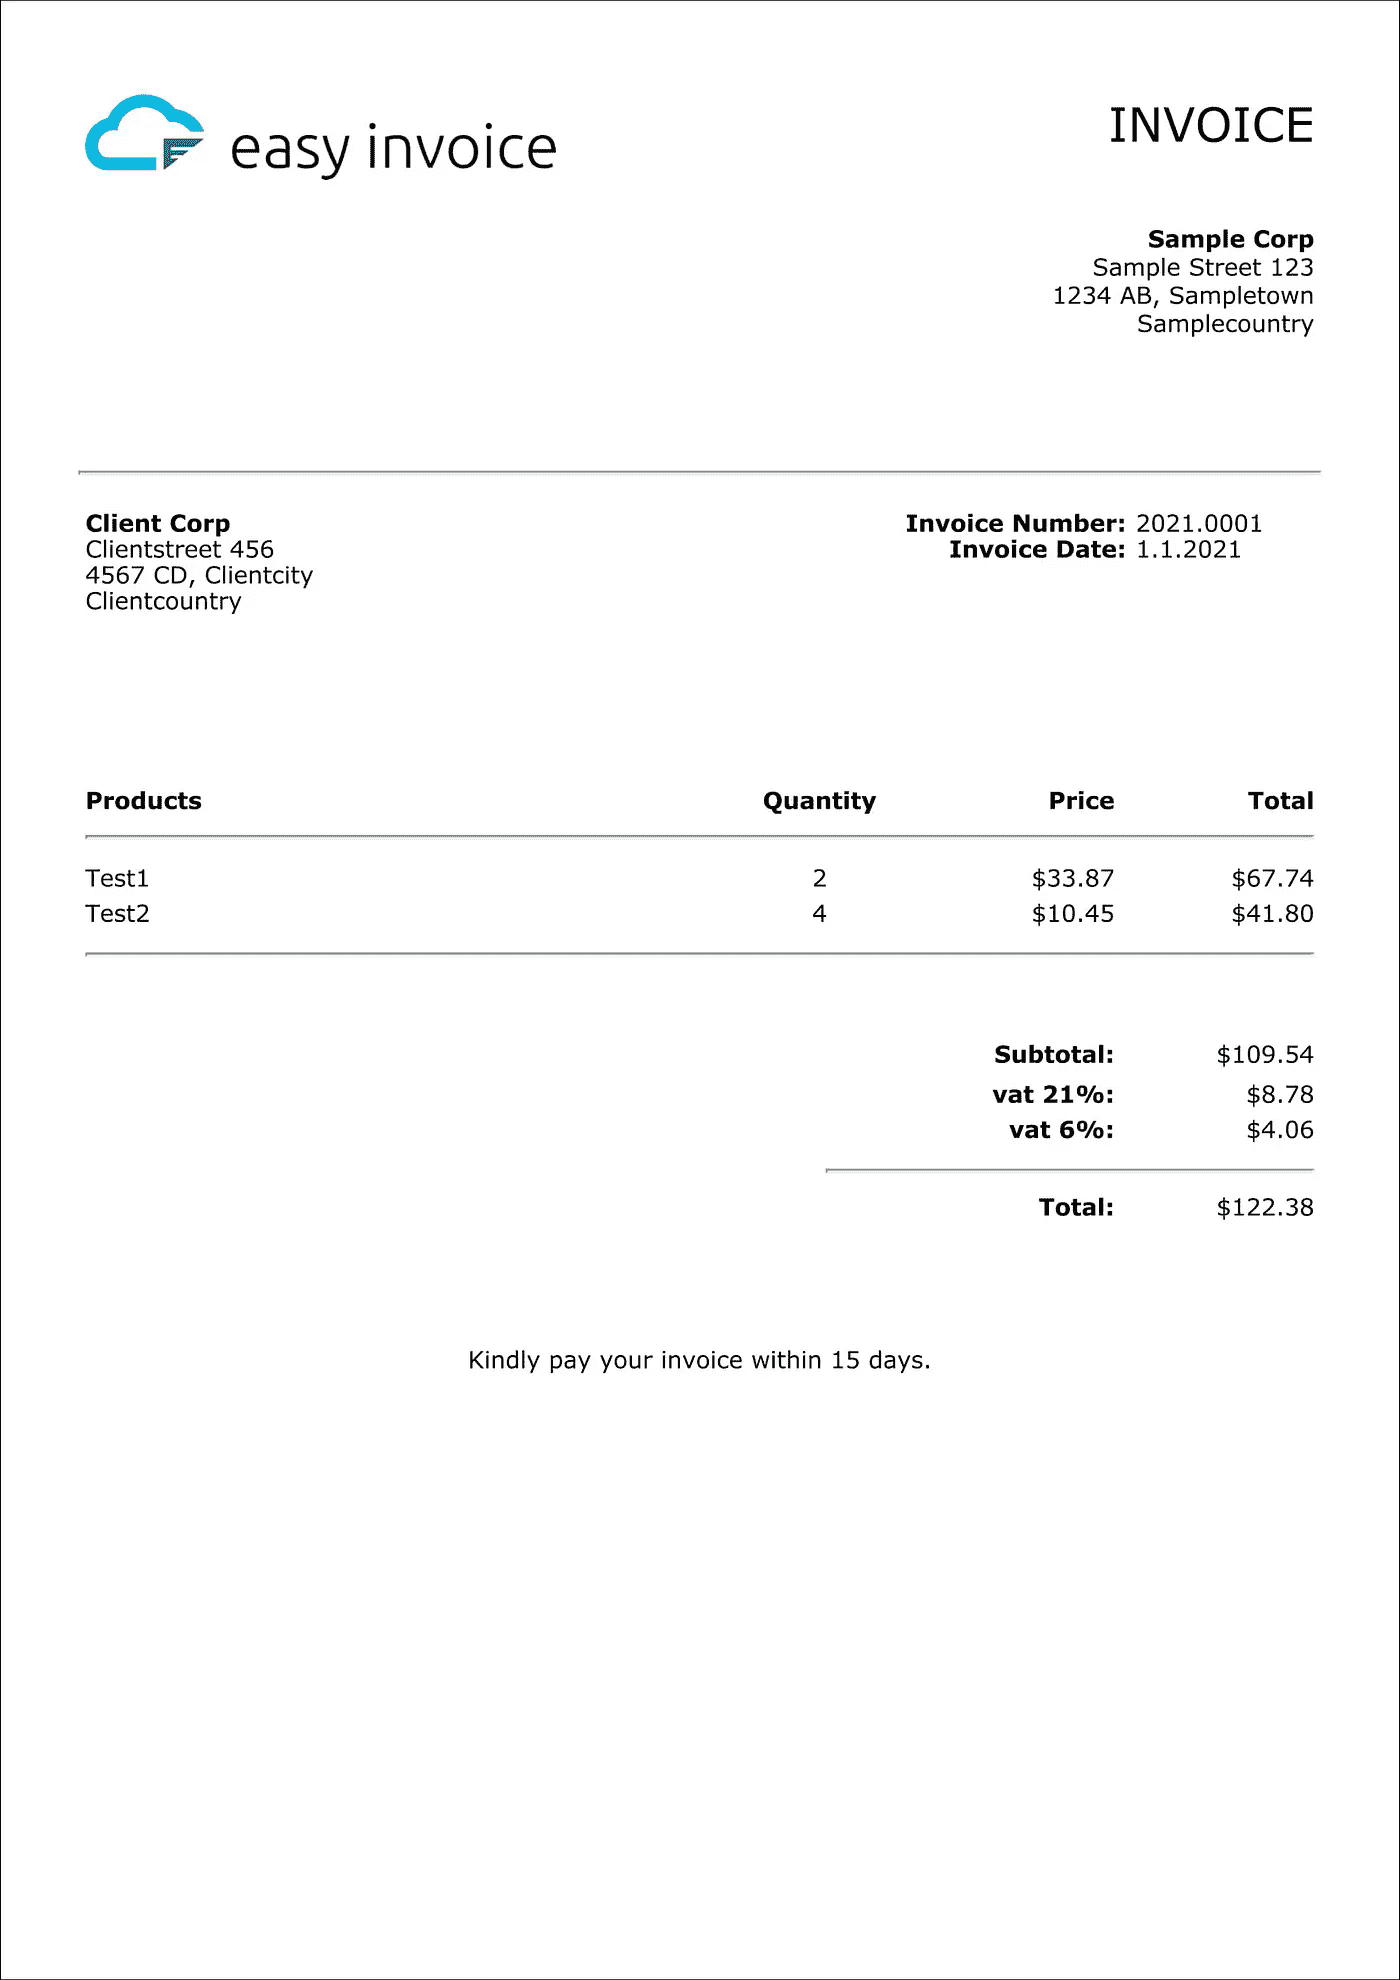 easy invoice
INVOICE
Sample Corp
Sample Street 123
1234 AB, Sampletown
Samplecountry
Client Corp
Clientstreet 456
4567 CD, Clientcity
Clientcountry
Invoice Number: 2021.0001
Invoice Date: 1.1.2021
Products Quantity Price Total
Test1 2 $33.87 $67.74
Test2 4 $10.45 $41.80
Subtotal: $109.54
vat 21%: $8.78
vat 6%: $4.06
Total: $122.38
Kindly pay your invoice within 15 days.